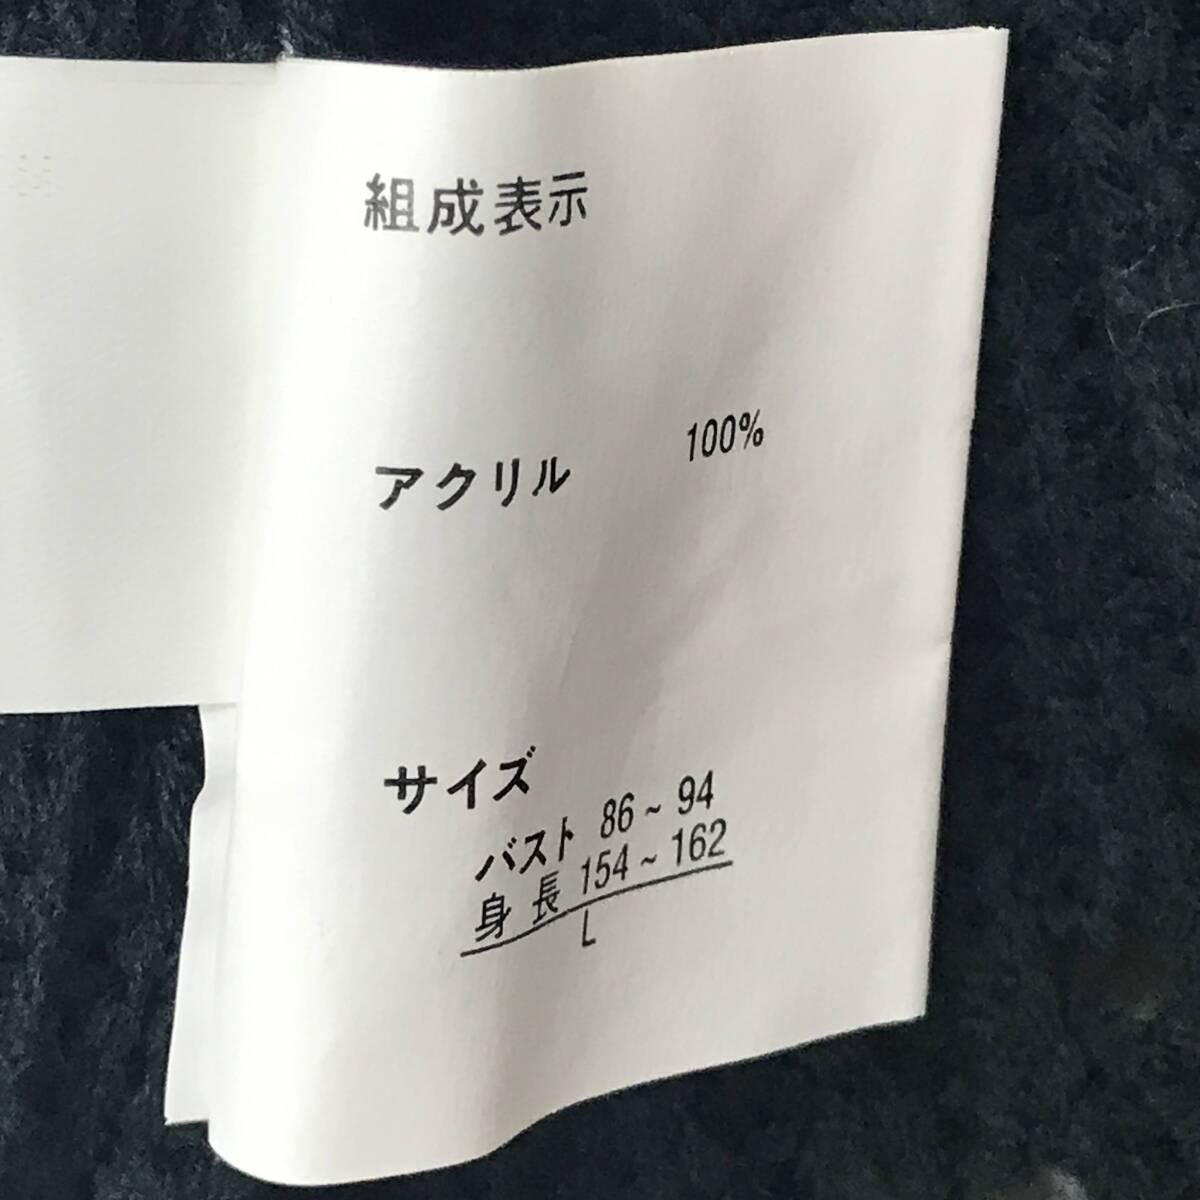 組成表示
アクリル 100%
サイズ
バスト 86~94
身長 154~162
L